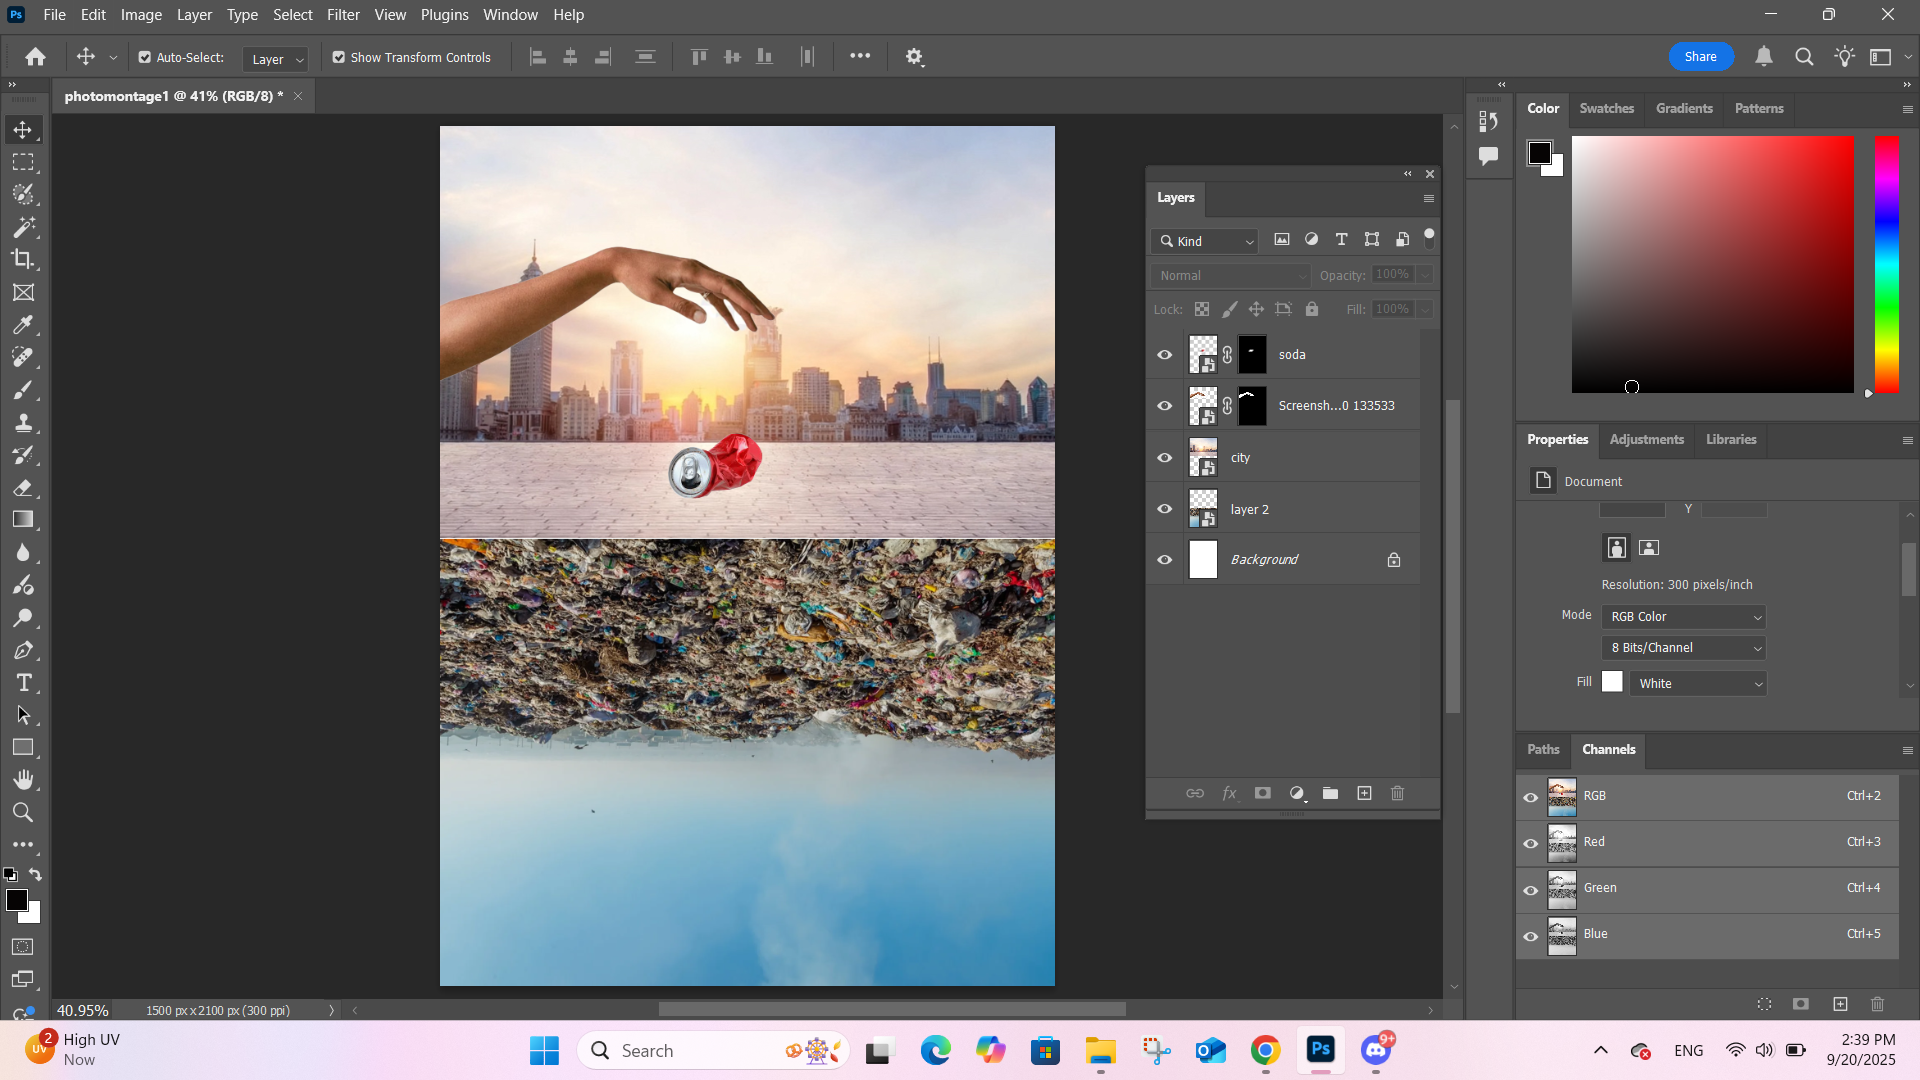 Ps File Edit Image Layer Type Select Filter View Plugins Window Help
Auto-Select: Layer Show Transform Controls Share
photomontage1 @ 41% (RGB/8) *
Color Swatches Gradients Patterns
Layers
Kind
Normal Opacity: 100%
Lock: Fill: 100%
soda
Screensh...0 133533
city
layer 2
Background
fx
Properties Adjustments Libraries
Document
Y
Resolution: 300 pixels/inch
Mode RGB Color
8 Bits/Channel
Fill White
Paths Channels
RGB Ctrl+2
Red Ctrl+3
Green Ctrl+4
Blue Ctrl+5
40.95% 1500 px x 2100 px (300 ppi)
UV 2 High UV
Now
Search
Ps
9+
ENG
2:39 PM
9/20/2025